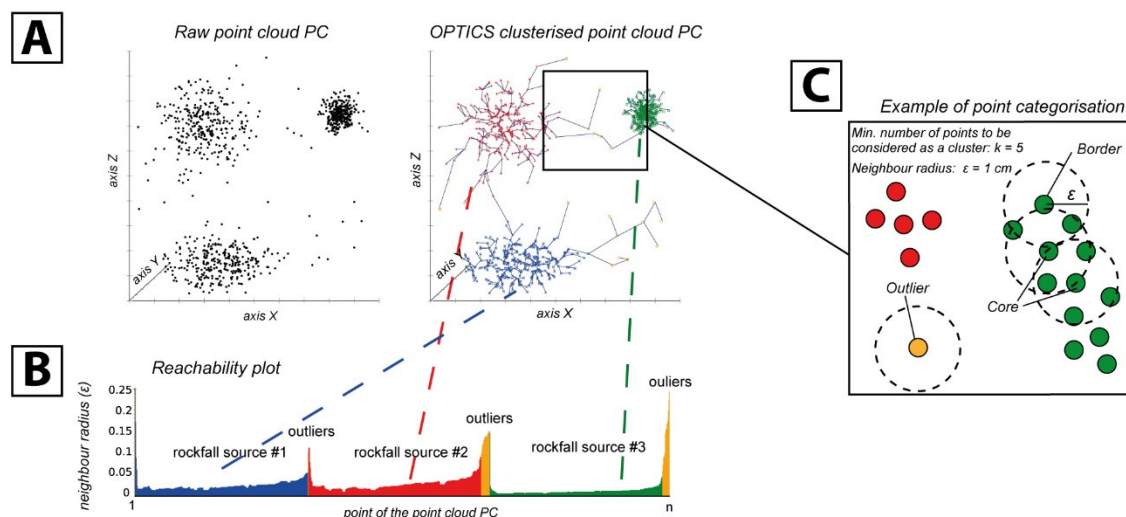 A
Raw point cloud PC
axis Z
axis Y
axis X
OPTICS clusterised point cloud PC
axis Z
axis
axis X
B
Reachability plot
neighbour radius (ε)
0.25
0.2
0.15
0.1
0.05
0
rockfall source #1
outliers
rockfall source #2
outliers
rockfall source #3
ouliers
1
n
point of the point cloud PC
C
Example of point categorisation
Min. number of points to be
considered as a cluster: k = 5
Neighbour radius: ε = 1 cm
Border
ε
Outlier
Core